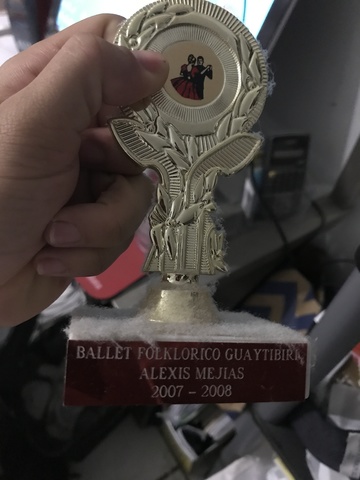 BALLET FOLKLORICO GUAYTIBIRI
ALEXIS MEJIAS
2007 - 2008